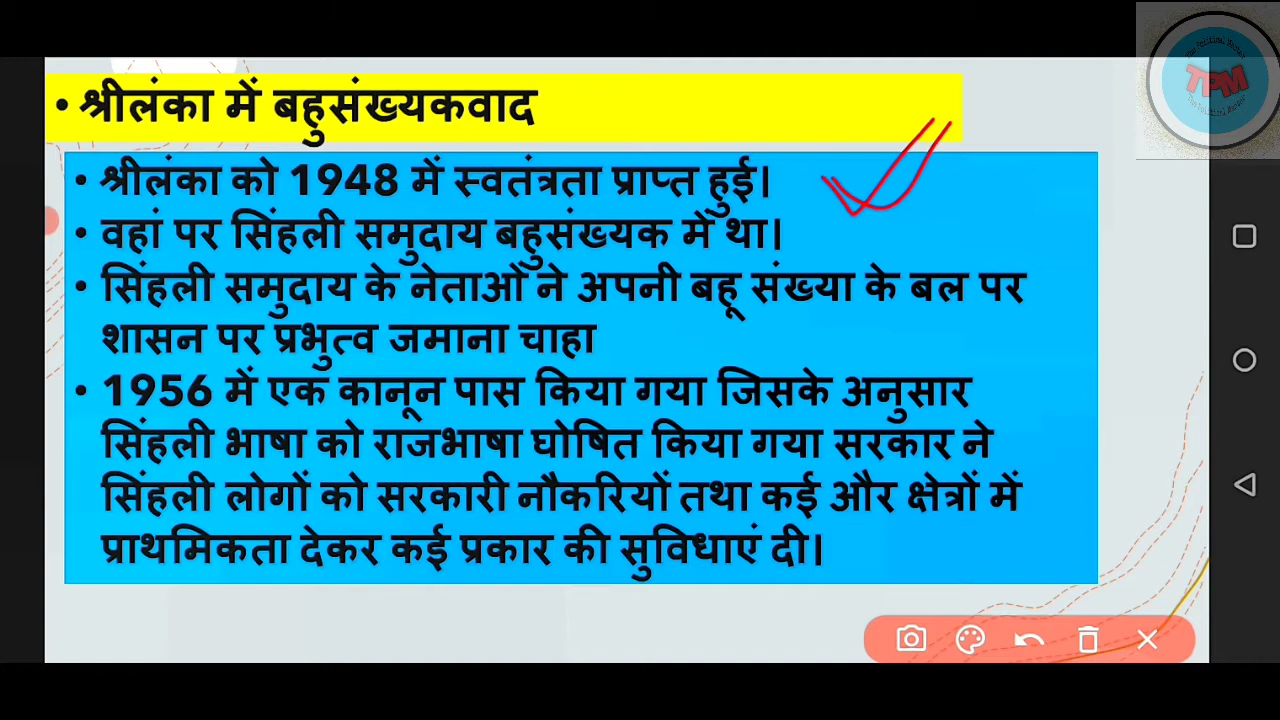 • श्रीलंका में बहुसंख्यकवाद
• श्रीलंका को 1948 में स्वतंत्रता प्राप्त हुई।
• वहां पर सिंहली समुदाय बहुसंख्यक में था।
• सिंहली समुदाय के नेताओं ने अपनी बहू संख्या के बल पर
शासन पर प्रभुत्व जमाना चाहा
• 1956 में एक कानून पास किया गया जिसके अनुसार
सिंहली भाषा को राजभाषा घोषित किया गया सरकार ने
सिंहली लोगों को सरकारी नौकरियों तथा कई और क्षेत्रों में
प्राथमिकता देकर कई प्रकार की सुविधाएं दी।
TPM